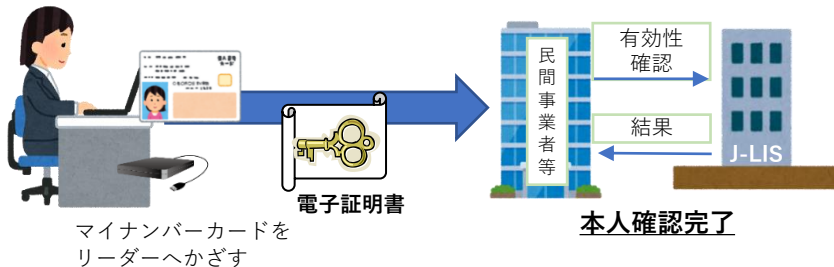 有効性
確認
民間事業者等
結果
J-LIS
電子証明書
本人確認完了
マイナンバーカードを
リーダーへかざす